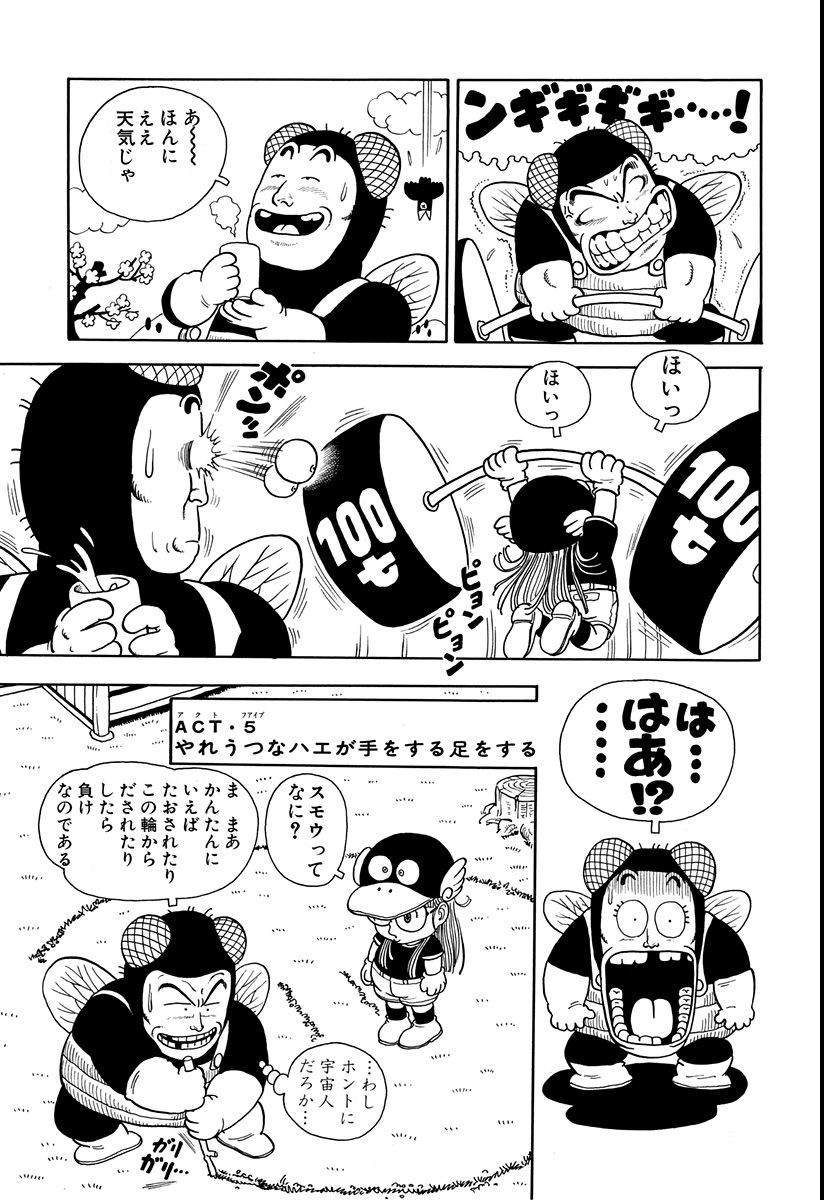 ンギギギギ……!
あ〜〜〜
ほんに
ええ
天気じゃ
ほいっ
ほいっ
100t
100t
ピョン
ピョン
ポンッ
は……
はあ!?
……
ACT・5
アクト ファイブ
やれうつなハエが手をする足をする
スモウって
なに?
ま まあ
かんたんに
いえば
たおされたり
この輪から
だされたり
したら
負け
なのである
…わし
ホントに
宇宙人
だろか…
ガリ
ガリ…